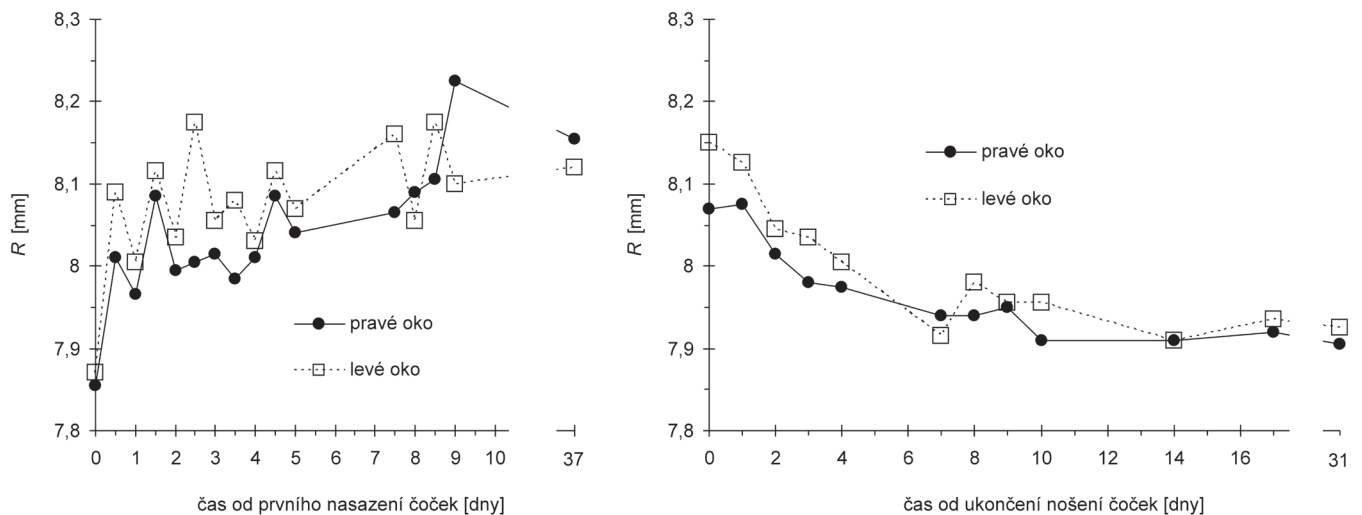 8,3
8,2
8,1
8
7,9
7,8
R [mm]
pravé oko
levé oko
0 1 2 3 4 5 6 7 8 9 10 37
čas od prvního nasazení čoček [dny]
8,3
8,2
8,1
8
7,9
7,8
R [mm]
pravé oko
levé oko
0 2 4 6 8 10 12 14 16 31
čas od ukončení nošení čoček [dny]